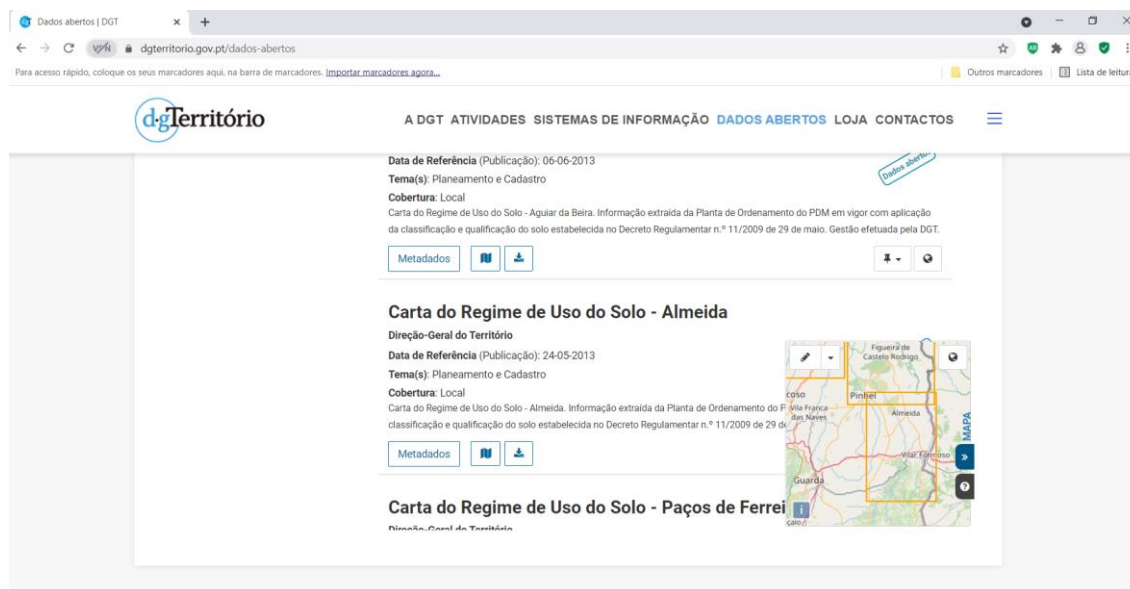 Dados abertos | DGT
VPN dgterritorio.gov.pt/dados-abertos
Para acesso rápido, coloque os seus marcadores aqui, na barra de marcadores. Importar marcadores agora...
Outros marcadores
Lista de leitura
d·gTerritório
A DGT ATIVIDADES SISTEMAS DE INFORMAÇÃO DADOS ABERTOS LOJA CONTACTOS
Data de Referência (Publicação): 06-06-2013
Dados abertos
Tema(s): Planeamento e Cadastro
Cobertura: Local
Carta do Regime de Uso do Solo - Aguiar da Beira. Informação extraída da Planta de Ordenamento do PDM em vigor com aplicação
da classificação e qualificação do solo estabelecida no Decreto Regulamentar n.º 11/2009 de 29 de maio. Gestão efetuada pela DGT.
Metadados
Carta do Regime de Uso do Solo - Almeida
Direção-Geral do Território
Data de Referência (Publicação): 24-05-2013
Tema(s): Planeamento e Cadastro
Cobertura: Local
Carta do Regime de Uso do Solo - Almeida. Informação extraída da Planta de Ordenamento do P
classificação e qualificação do solo estabelecida no Decreto Regulamentar n.º 11/2009 de 29 de
Metadados
Figueira de
Castelo Rodrigo
coso
Pinhel
Vila Franca
das Naves
Almeida
MAPA
Vilar Formoso
Guarda
Carta do Regime de Uso do Solo - Paços de Ferrei
Direção-Geral do Território